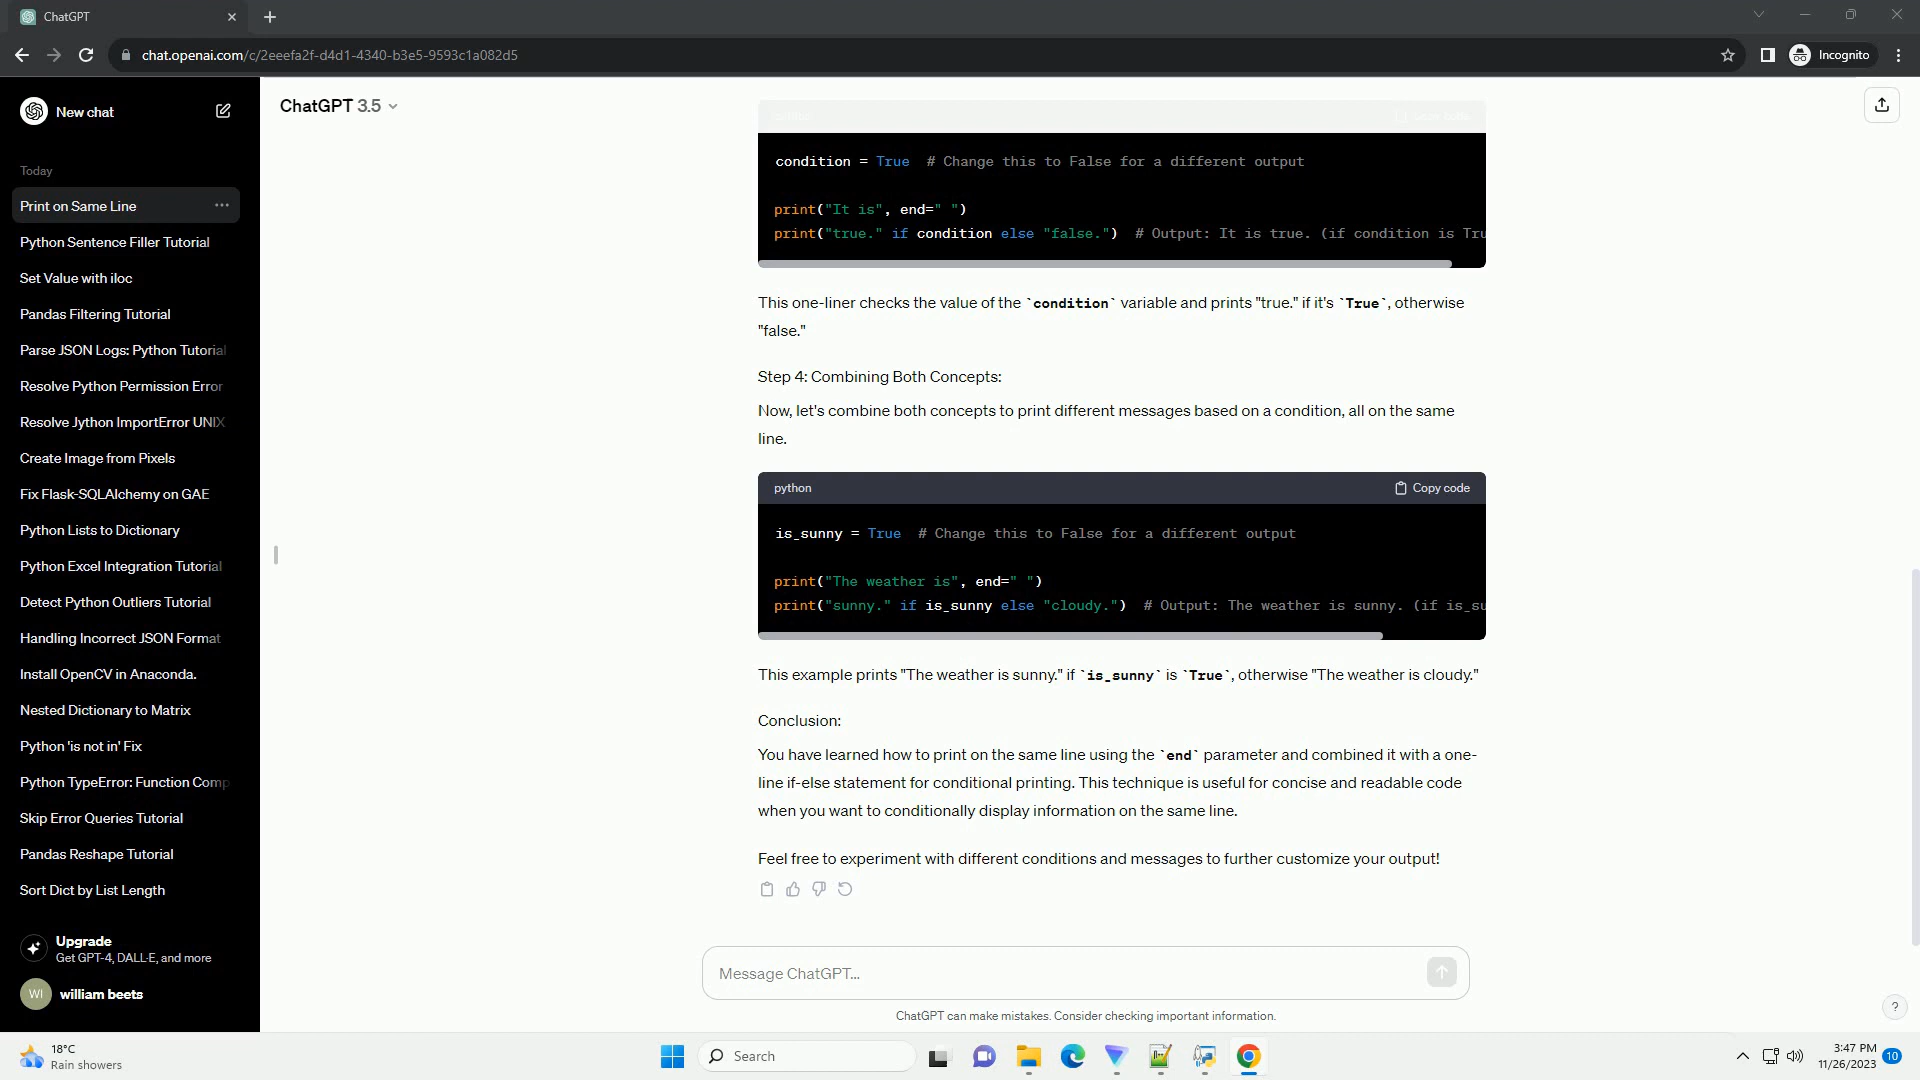 ChatGPT
chat.openai.com/c/2eeefa2f-d4d1-4340-b3e5-9593c1a082d5
Incognito
New chat
ChatGPT 3.5
Today
Print on Same Line
Python Sentence Filler Tutorial
Set Value with iloc
Pandas Filtering Tutorial
Parse JSON Logs: Python Tutorial
Resolve Python Permission Error
Resolve Jython ImportError UNIX
Create Image from Pixels
Fix Flask-SQLAlchemy on GAE
Python Lists to Dictionary
Python Excel Integration Tutorial
Detect Python Outliers Tutorial
Handling Incorrect JSON Format
Install OpenCV in Anaconda.
Nested Dictionary to Matrix
Python 'is not in' Fix
Python TypeError: Function Comp
Skip Error Queries Tutorial
Pandas Reshape Tutorial
Sort Dict by List Length
Upgrade
Get GPT-4, DALL·E, and more
WI william beets
condition = True  # Change this to False for a different output
print("It is", end=" ")
print("true." if condition else "false.")  # Output: It is true. (if condition is Tru
This one-liner checks the value of the `condition` variable and prints "true." if it's `True`, otherwise
"false."
Step 4: Combining Both Concepts:
Now, let's combine both concepts to print different messages based on a condition, all on the same
line.
python
Copy code
is_sunny = True  # Change this to False for a different output
print("The weather is", end=" ")
print("sunny." if is_sunny else "cloudy.")  # Output: The weather is sunny. (if is_su
This example prints "The weather is sunny." if `is_sunny` is `True`, otherwise "The weather is cloudy."
Conclusion:
You have learned how to print on the same line using the `end` parameter and combined it with a one-
line if-else statement for conditional printing. This technique is useful for concise and readable code
when you want to conditionally display information on the same line.
Feel free to experiment with different conditions and messages to further customize your output!
Message ChatGPT...
ChatGPT can make mistakes. Consider checking important information.
?
18°C
Rain showers
Search
3:47 PM
11/26/2023
10